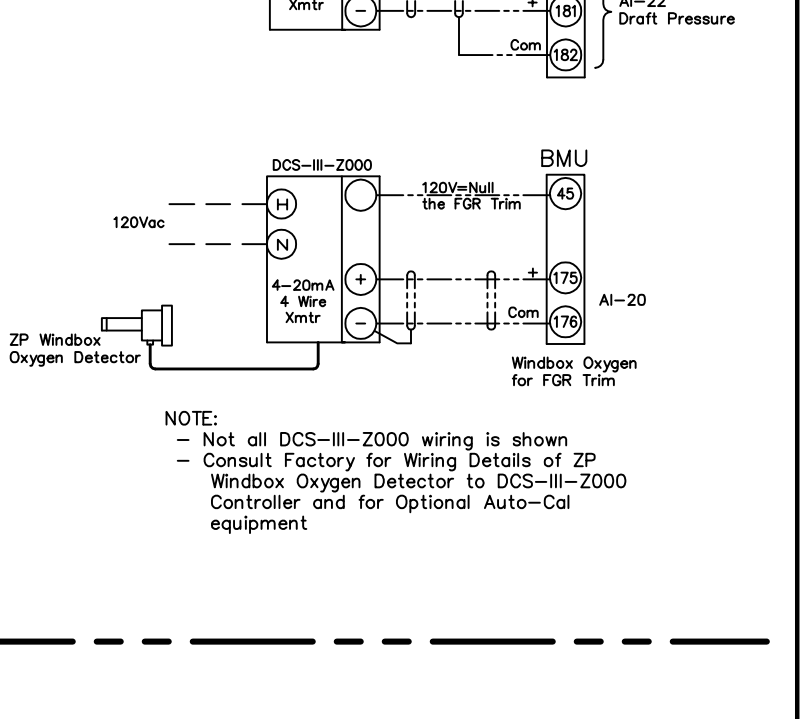 Xmtr
−
+
181
AI−22
Draft Pressure
Com
182
DCS−III−Z000
BMU
H
120Vac
N
120V=Null
the FGR Trim
45
4−20mA
4 Wire
Xmtr
+
+
175
−
Com
176
AI−20
ZP Windbox
Oxygen Detector
Windbox Oxygen
for FGR Trim
NOTE:
− Not all DCS−III−Z000 wiring is shown
− Consult Factory for Wiring Details of ZP
Windbox Oxygen Detector to DCS−III−Z000
Controller and for Optional Auto−Cal
equipment